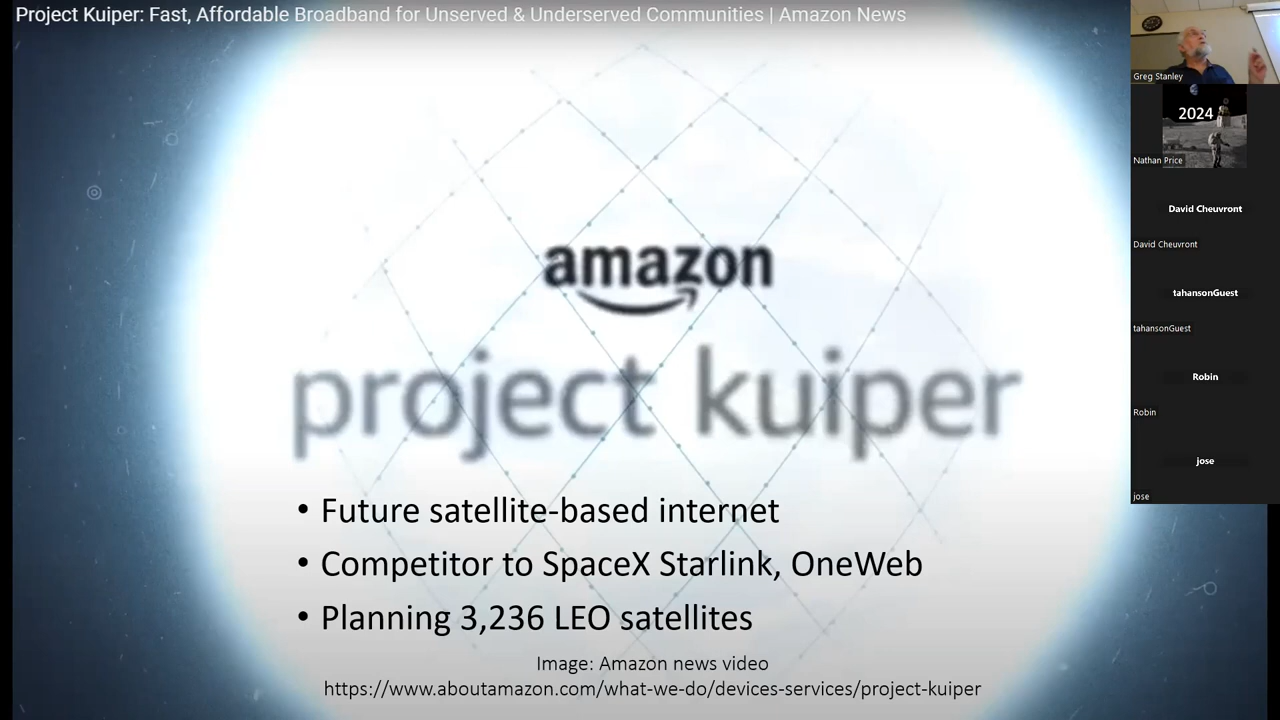 Project Kuiper: Fast, Affordable Broadband for Unserved & Underserved Communities | Amazon News
amazon
project kuiper
• Future satellite-based internet
• Competitor to SpaceX Starlink, OneWeb
• Planning 3,236 LEO satellites
Image: Amazon news video
https://www.aboutamazon.com/what-we-do/devices-services/project-kuiper
Greg Stanley
2024
Nathan Price
David Cheuvront
David Cheuvront
tahansonGuest
tahansonGuest
Robin
Robin
jose
jose